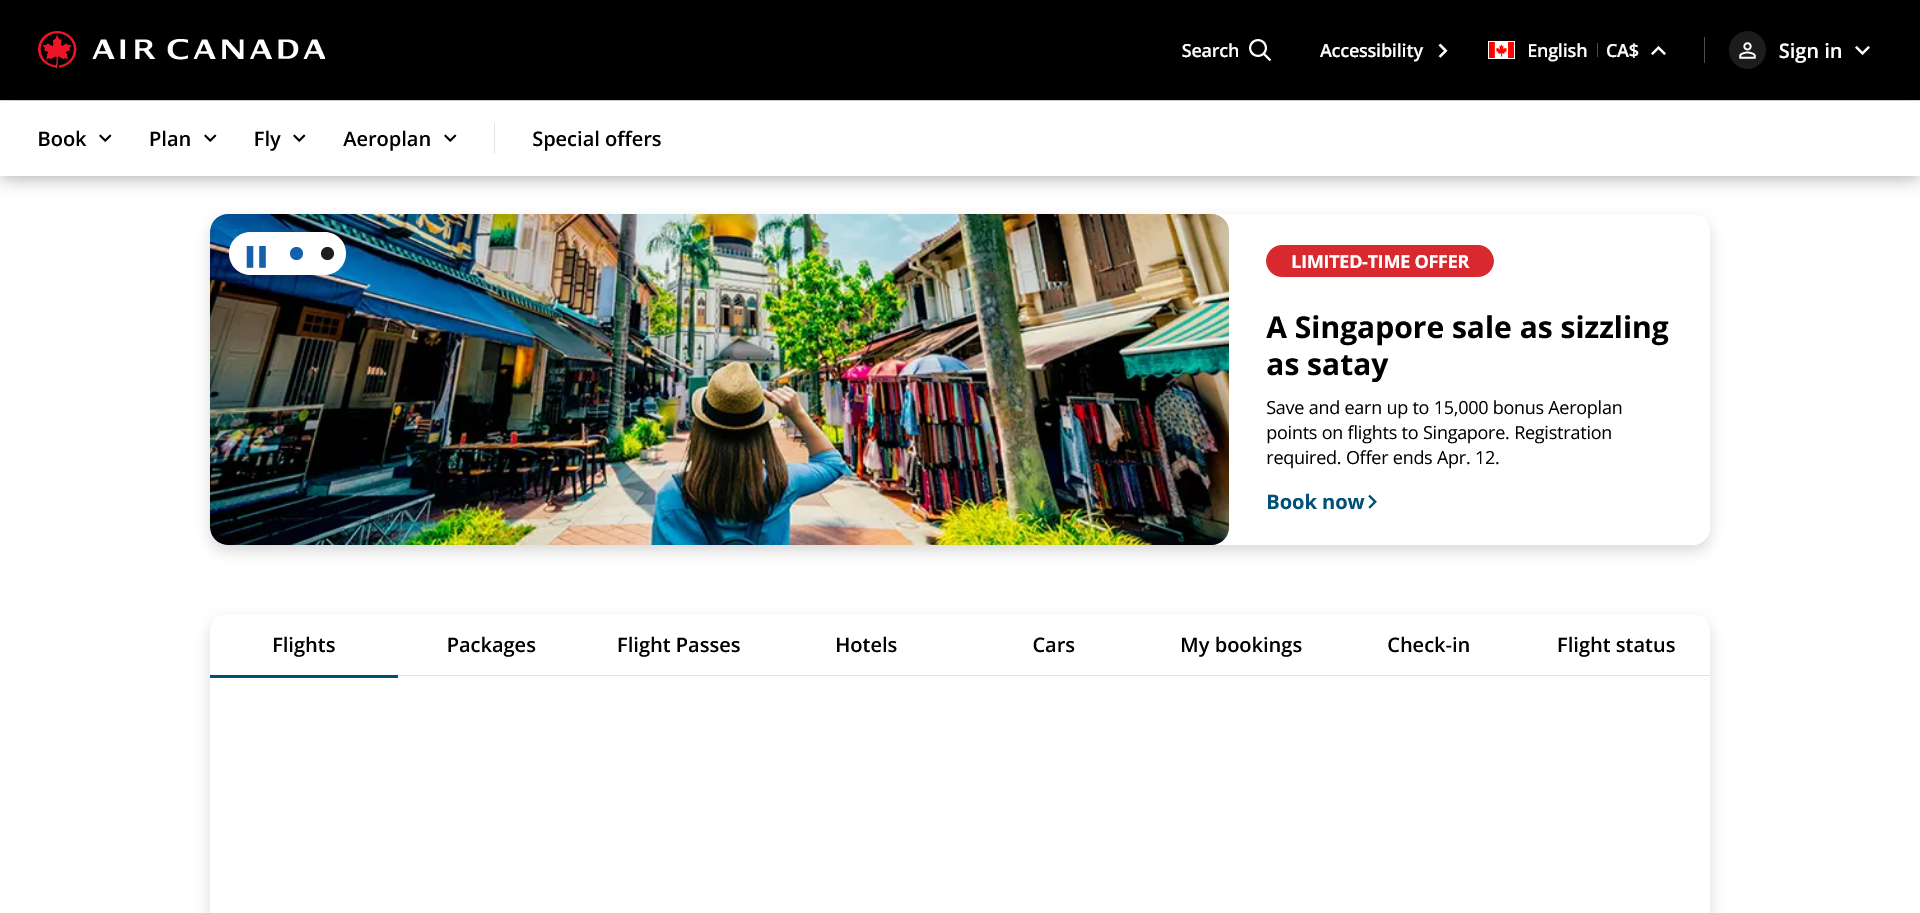 AIR CANADA
Search
Accessibility
English CA$
Sign in
Book
Plan
Fly
Aeroplan
Special offers
LIMITED-TIME OFFER
A Singapore sale as sizzling
as satay
Save and earn up to 15,000 bonus Aeroplan
points on flights to Singapore. Registration
required. Offer ends Apr. 12.
Book now
Flights
Packages
Flight Passes
Hotels
Cars
My bookings
Check-in
Flight status